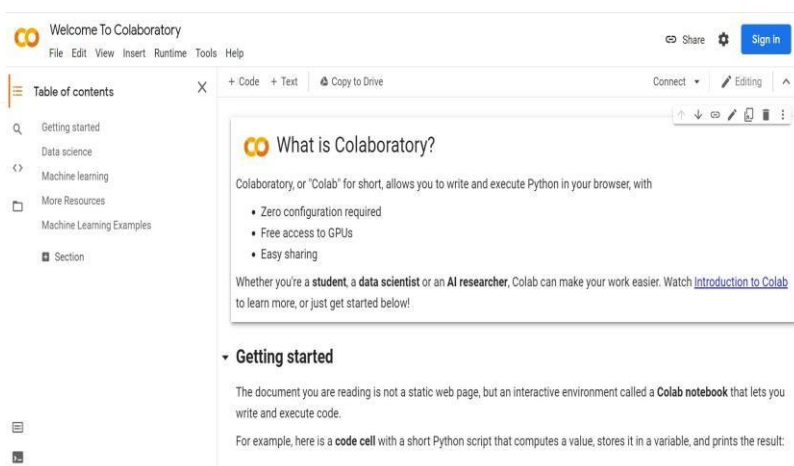 Welcome To Colaboratory
File Edit View Insert Runtime Tools Help
Share
Sign in
Table of contents
+ Code + Text Copy to Drive
Connect
Editing
Getting started
Data science
Machine learning
More Resources
Machine Learning Examples
Section
What is Colaboratory?
Colaboratory, or "Colab" for short, allows you to write and execute Python in your browser, with
• Zero configuration required
• Free access to GPUs
• Easy sharing
Whether you're a student, a data scientist or an AI researcher, Colab can make your work easier. Watch Introduction to Colab
to learn more, or just get started below!
Getting started
The document you are reading is not a static web page, but an interactive environment called a Colab notebook that lets you
write and execute code.
For example, here is a code cell with a short Python script that computes a value, stores it in a variable, and prints the result: